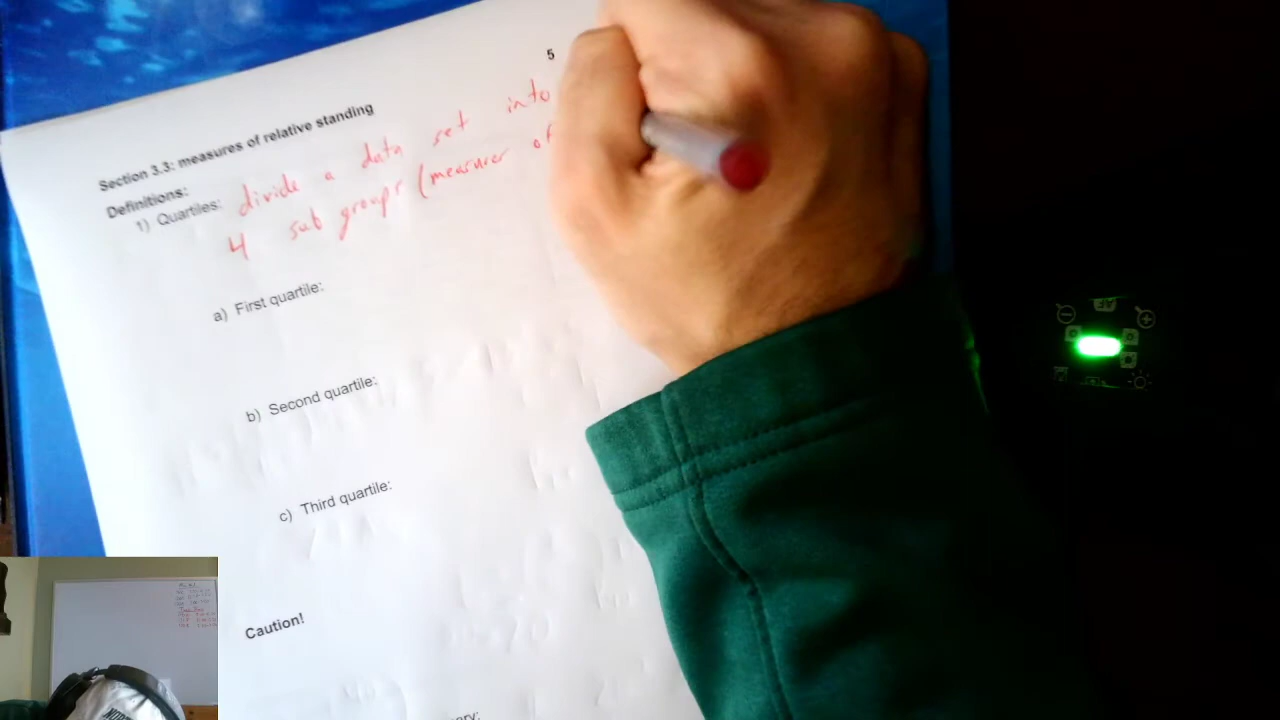 5
Section 3.3: measures of relative standing
Definitions:
1) Quartiles: divide a data set into
4 sub groups (measures of
a) First quartile:
b) Second quartile:
c) Third quartile:
Caution!
AF